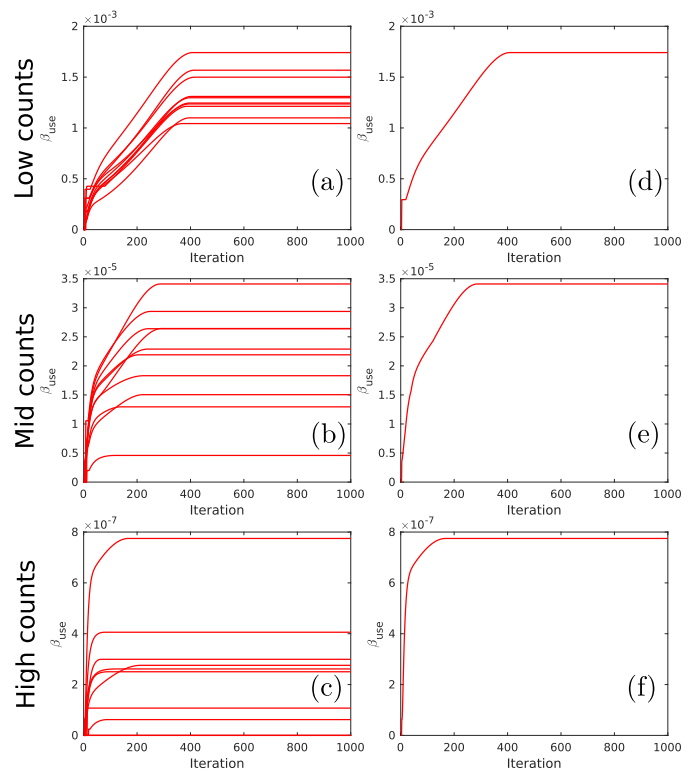 Low counts
×10⁻³
2
1.5
1
0.5
0
β_use
(a)
0 200 400 600 800 1000
Iteration
×10⁻³
2
1.5
1
0.5
0
β_use
(d)
0 200 400 600 800 1000
Iteration
Mid counts
×10⁻⁵
3.5
3
2.5
2
1.5
1
0.5
0
β_use
(b)
0 200 400 600 800 1000
Iteration
×10⁻⁵
3.5
3
2.5
2
1.5
1
0.5
0
β_use
(e)
0 200 400 600 800 1000
Iteration
High counts
×10⁻⁷
8
6
4
2
0
β_use
(c)
0 200 400 600 800 1000
Iteration
×10⁻⁷
8
6
4
2
0
β_use
(f)
0 200 400 600 800 1000
Iteration